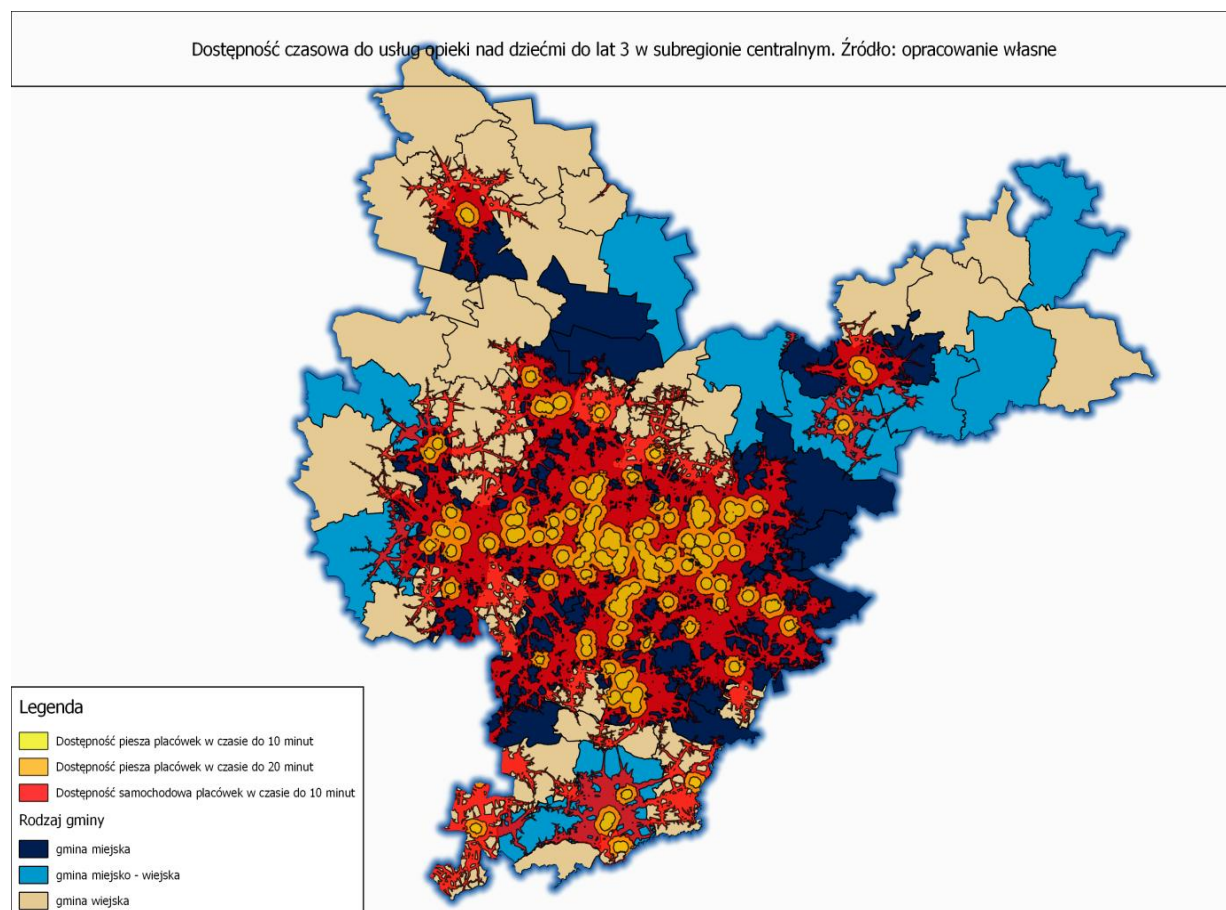 Dostępność czasowa do usług opieki nad dziećmi do lat 3 w subregionie centralnym. Źródło: opracowanie własne
Legenda
Dostępność piesza placówek w czasie do 10 minut
Dostępność piesza placówek w czasie do 20 minut
Dostępność samochodowa placówek w czasie do 10 minut
Rodzaj gminy
gmina miejska
gmina miejsko - wiejska
gmina wiejska